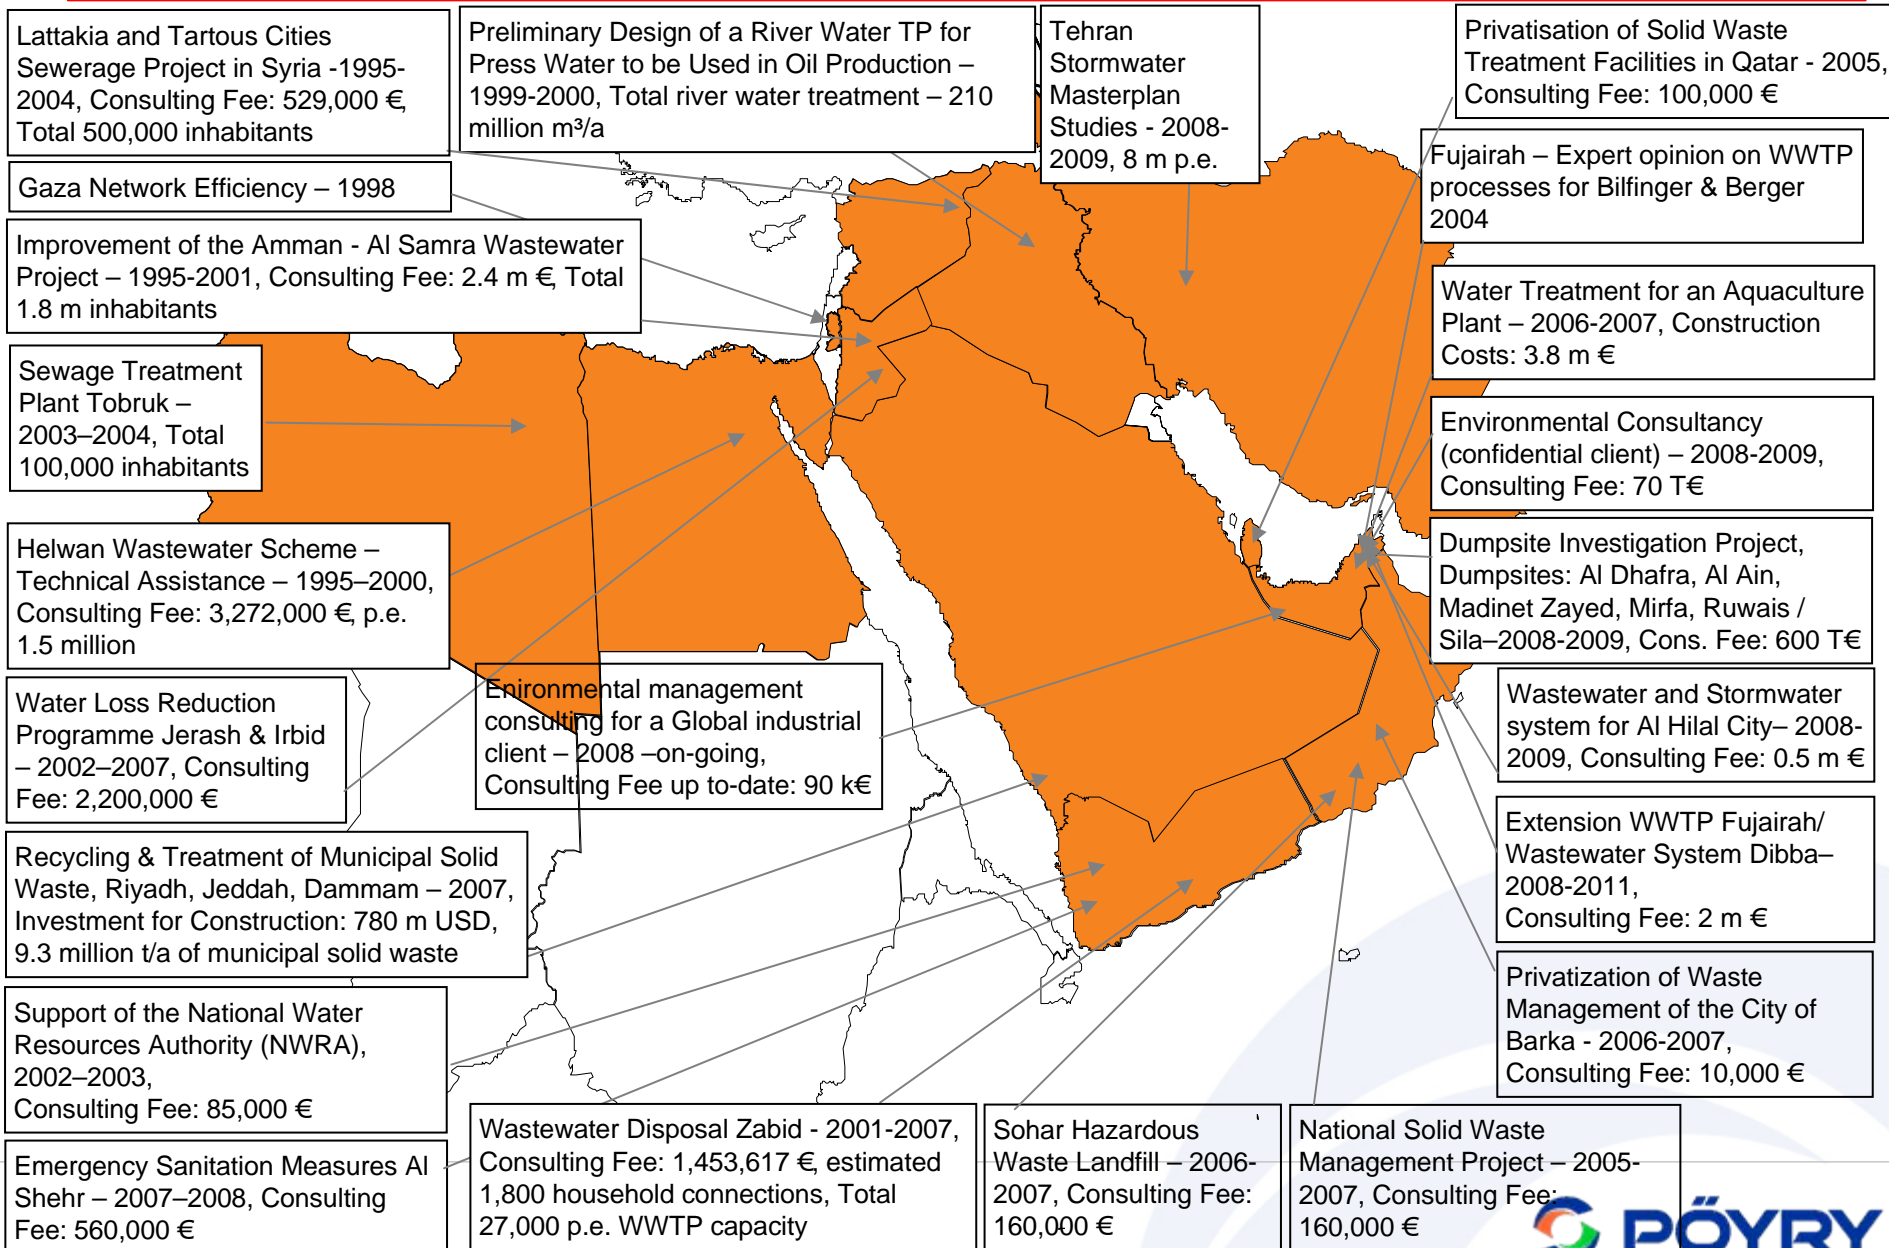 Lattakia and Tartous Cities
Sewerage Project in Syria -1995-
2004, Consulting Fee: 529,000 €,
Total 500,000 inhabitants
Preliminary Design of a River Water TP for
Press Water to be Used in Oil Production –
1999-2000, Total river water treatment – 210
million m³/a
Tehran
Stormwater
Masterplan
Studies - 2008-
2009, 8 m p.e.
Privatisation of Solid Waste
Treatment Facilities in Qatar - 2005,
Consulting Fee: 100,000 €
Fujairah – Expert opinion on WWTP
processes for Bilfinger & Berger
2004
Gaza Network Efficiency – 1998
Improvement of the Amman - Al Samra Wastewater
Project – 1995-2001, Consulting Fee: 2.4 m €, Total
1.8 m inhabitants
Water Treatment for an Aquaculture
Plant – 2006-2007, Construction
Costs: 3.8 m €
Sewage Treatment
Plant Tobruk –
2003–2004, Total
100,000 inhabitants
Environmental Consultancy
(confidential client) – 2008-2009,
Consulting Fee: 70 T€
Helwan Wastewater Scheme –
Technical Assistance – 1995–2000,
Consulting Fee: 3,272,000 €, p.e.
1.5 million
Dumpsite Investigation Project,
Dumpsites: Al Dhafra, Al Ain,
Madinet Zayed, Mirfa, Ruwais /
Sila–2008-2009, Cons. Fee: 600 T€
Water Loss Reduction
Programme Jerash & Irbid
– 2002–2007, Consulting
Fee: 2,200,000 €
Enironmental management
consulting for a Global industrial
client – 2008 –on-going,
Consulting Fee up to-date: 90 k€
Wastewater and Stormwater
system for Al Hilal City– 2008-
2009, Consulting Fee: 0.5 m €
Extension WWTP Fujairah/
Wastewater System Dibba–
2008-2011,
Consulting Fee: 2 m €
Recycling & Treatment of Municipal Solid
Waste, Riyadh, Jeddah, Dammam – 2007,
Investment for Construction: 780 m USD,
9.3 million t/a of municipal solid waste
Privatization of Waste
Management of the City of
Barka - 2006-2007,
Consulting Fee: 10,000 €
Support of the National Water
Resources Authority (NWRA),
2002–2003,
Consulting Fee: 85,000 €
Emergency Sanitation Measures Al
Shehr – 2007–2008, Consulting
Fee: 560,000 €
Wastewater Disposal Zabid - 2001-2007,
Consulting Fee: 1,453,617 €, estimated
1,800 household connections, Total
27,000 p.e. WWTP capacity
Sohar Hazardous
Waste Landfill – 2006-
2007, Consulting Fee:
160,000 €
National Solid Waste
Management Project – 2005-
2007, Consulting Fee:
160,000 €
PÖYRY